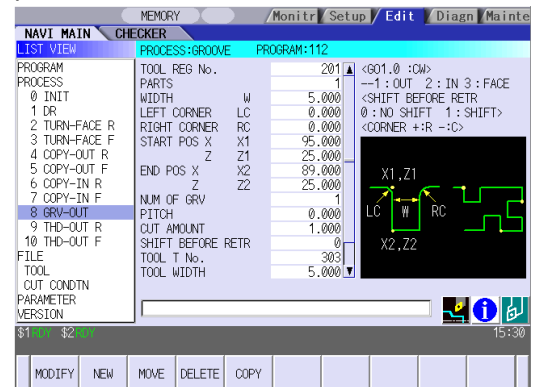 MEMORY Monitr Setup Edit Diagn Mainte
NAVI MAIN CHECKER
LIST VIEW PROCESS:GROOVE PROGRAM:112
PROGRAM
PROCESS
0 INIT
1 DR
2 TURN-FACE R
3 TURN-FACE F
4 COPY-OUT R
5 COPY-OUT F
6 COPY-IN R
7 COPY-IN F
8 GRV-OUT
9 THD-OUT R
10 THD-OUT F
FILE
TOOL
CUT CONDTN
PARAMETER
VERSION
TOOL REG No. 201
PARTS 1
WIDTH W 5.000
LEFT CORNER LC 0.000
RIGHT CORNER RC 0.000
START POS X X1 95.000
Z Z1 25.000
END POS X X2 89.000
Z Z2 25.000
NUM OF GRV 1
PITCH 0.000
CUT AMOUNT 1.000
SHIFT BEFORE RETR 0
TOOL T No. 303
TOOL WIDTH 5.000
<G01.0 :CW>
--1:OUT 2:IN 3:FACE
<SHIFT BEFORE RETR
0:NO SHIFT 1:SHIFT>
<CORNER +:R -:C>
X1,Z1
LC W RC
X2,Z2
$1 RDY $2 RDY 15:30
MODIFY NEW MOVE DELETE COPY